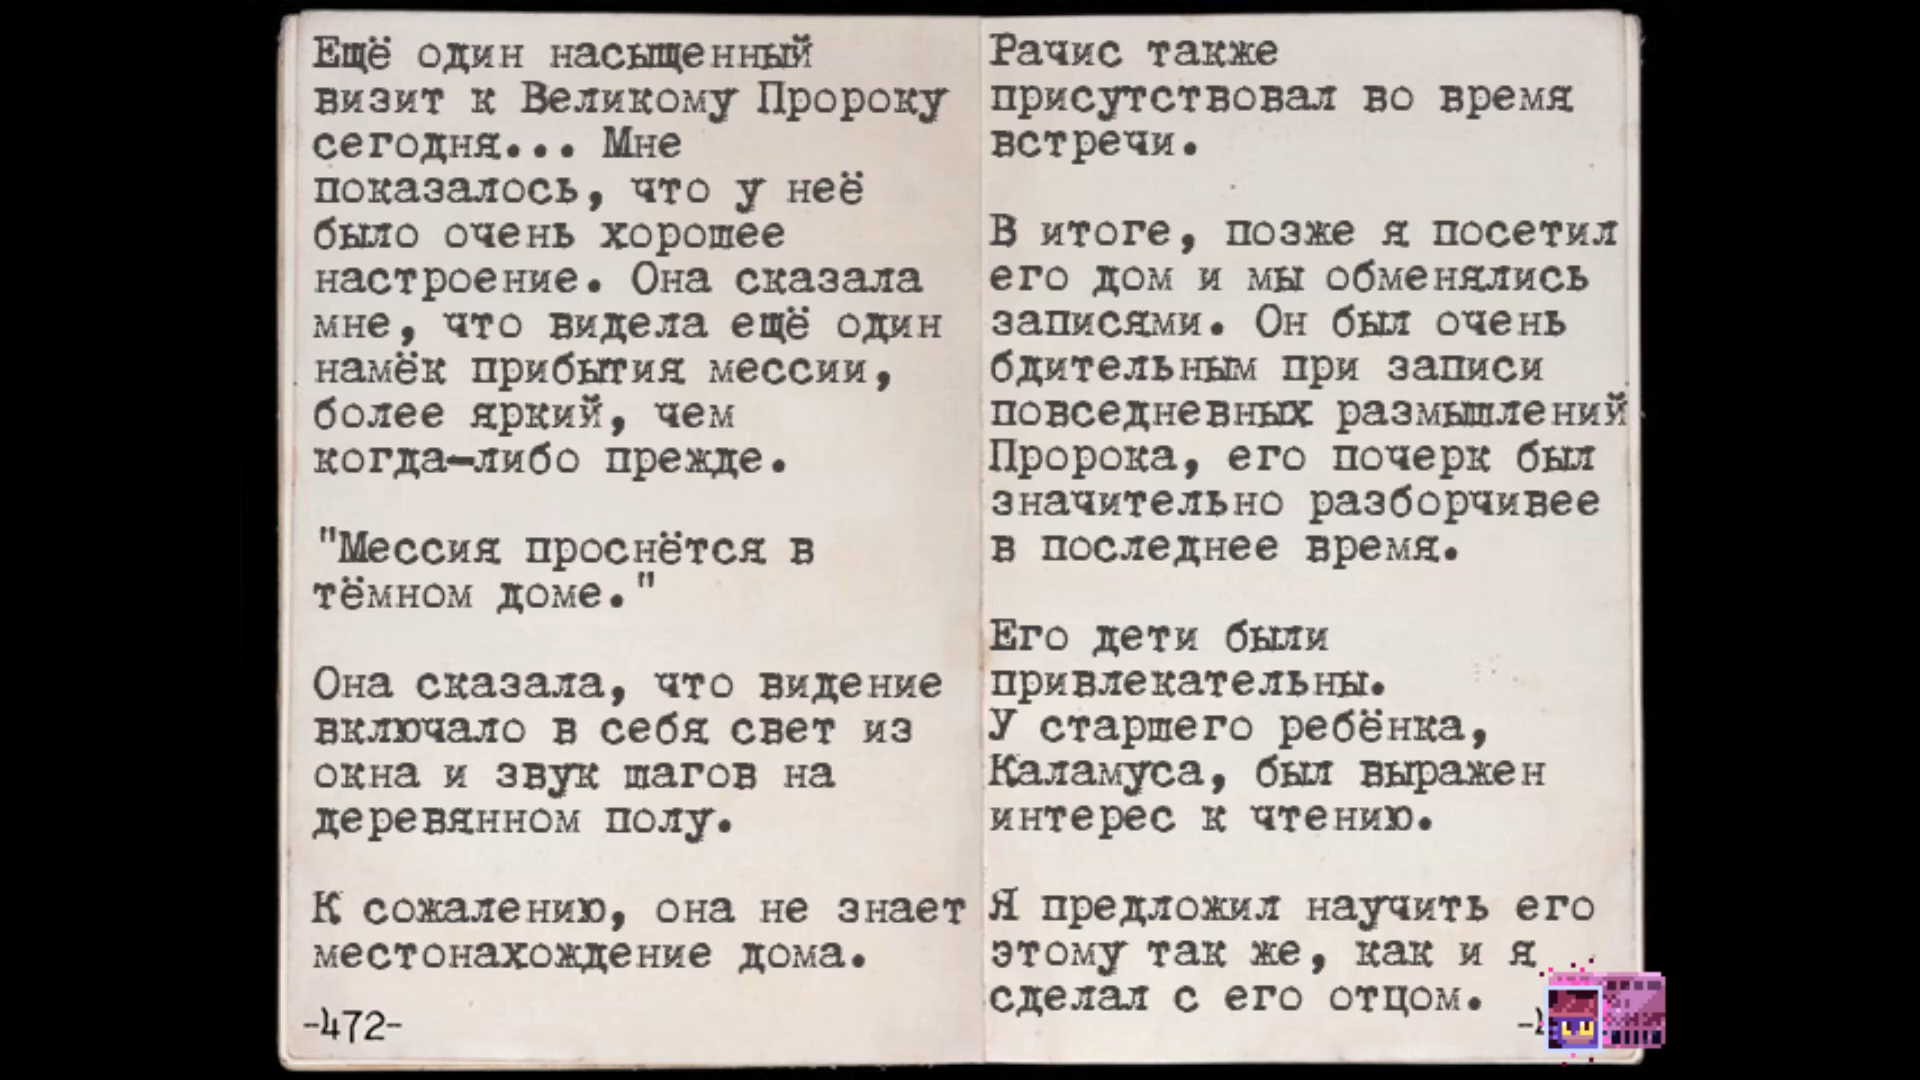 Ещё один насыщенный
визит к Великому Пророку
сегодня... Мне
показалось, что у неё
было очень хорошее
настроение. Она сказала
мне, что видела ещё один
намёк прибытия мессии,
более яркий, чем
когда-либо прежде.
"Мессия проснётся в
тёмном доме."
Она сказала, что видение
включало в себя свет из
окна и звук шагов на
деревянном полу.
К сожалению, она не знает
местонахождение дома.
-472-
Рачис также
присутствовал во время
встречи.
В итоге, позже я посетил
его дом и мы обменялись
записями. Он был очень
бдительным при записи
повседневных размышлений
Пророка, его почерк был
значительно разборчивее
в последнее время.
Его дети были
привлекательны.
У старшего ребёнка,
Каламуса, был выражен
интерес к чтению.
Я предложил научить его
этому так же, как и я
сделал с его отцом.